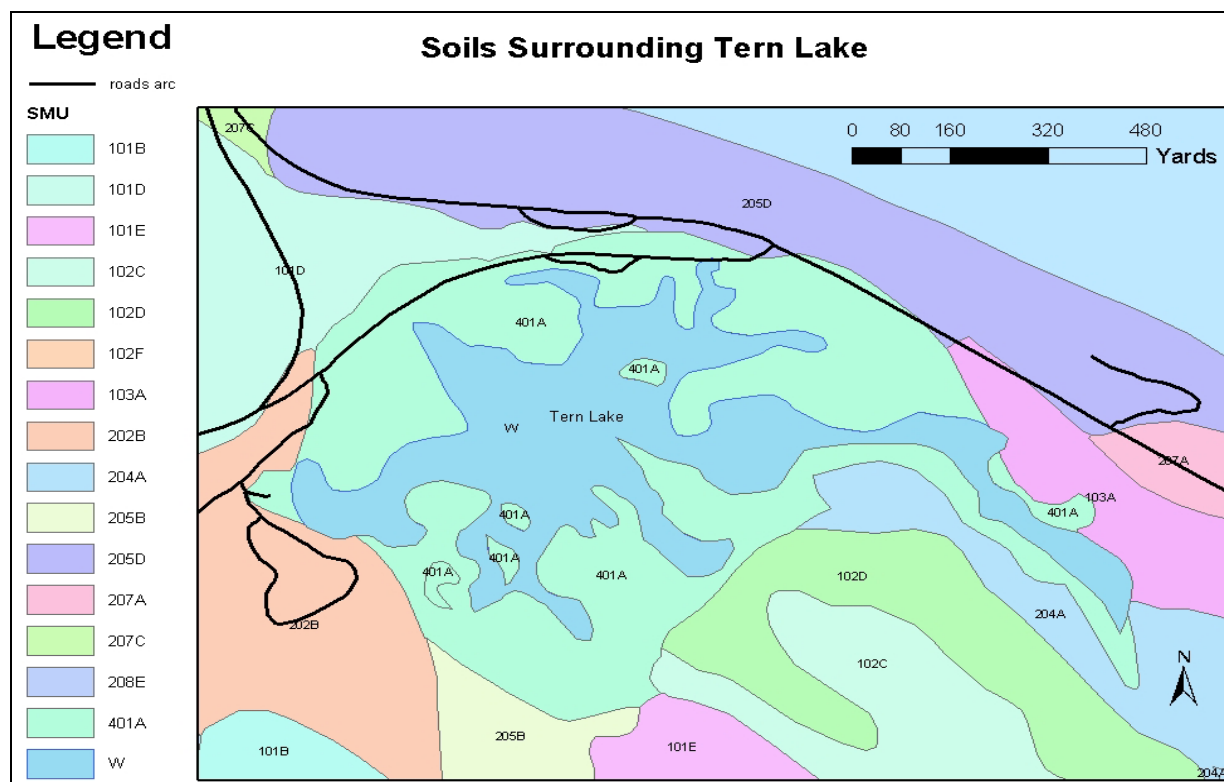 Legend
Soils Surrounding Tern Lake
roads arc
SMU
101B
101D
101E
102C
102D
102F
103A
202B
204A
205B
205D
207A
207C
208E
401A
W
0 80 160 320 480
Yards
207C
205D
101D
401A
401A
Tern Lake
W
207A
103A
401A
401A
401A
401A
401A
102D
204A
202B
102C
N
205B
101E
101B
204A